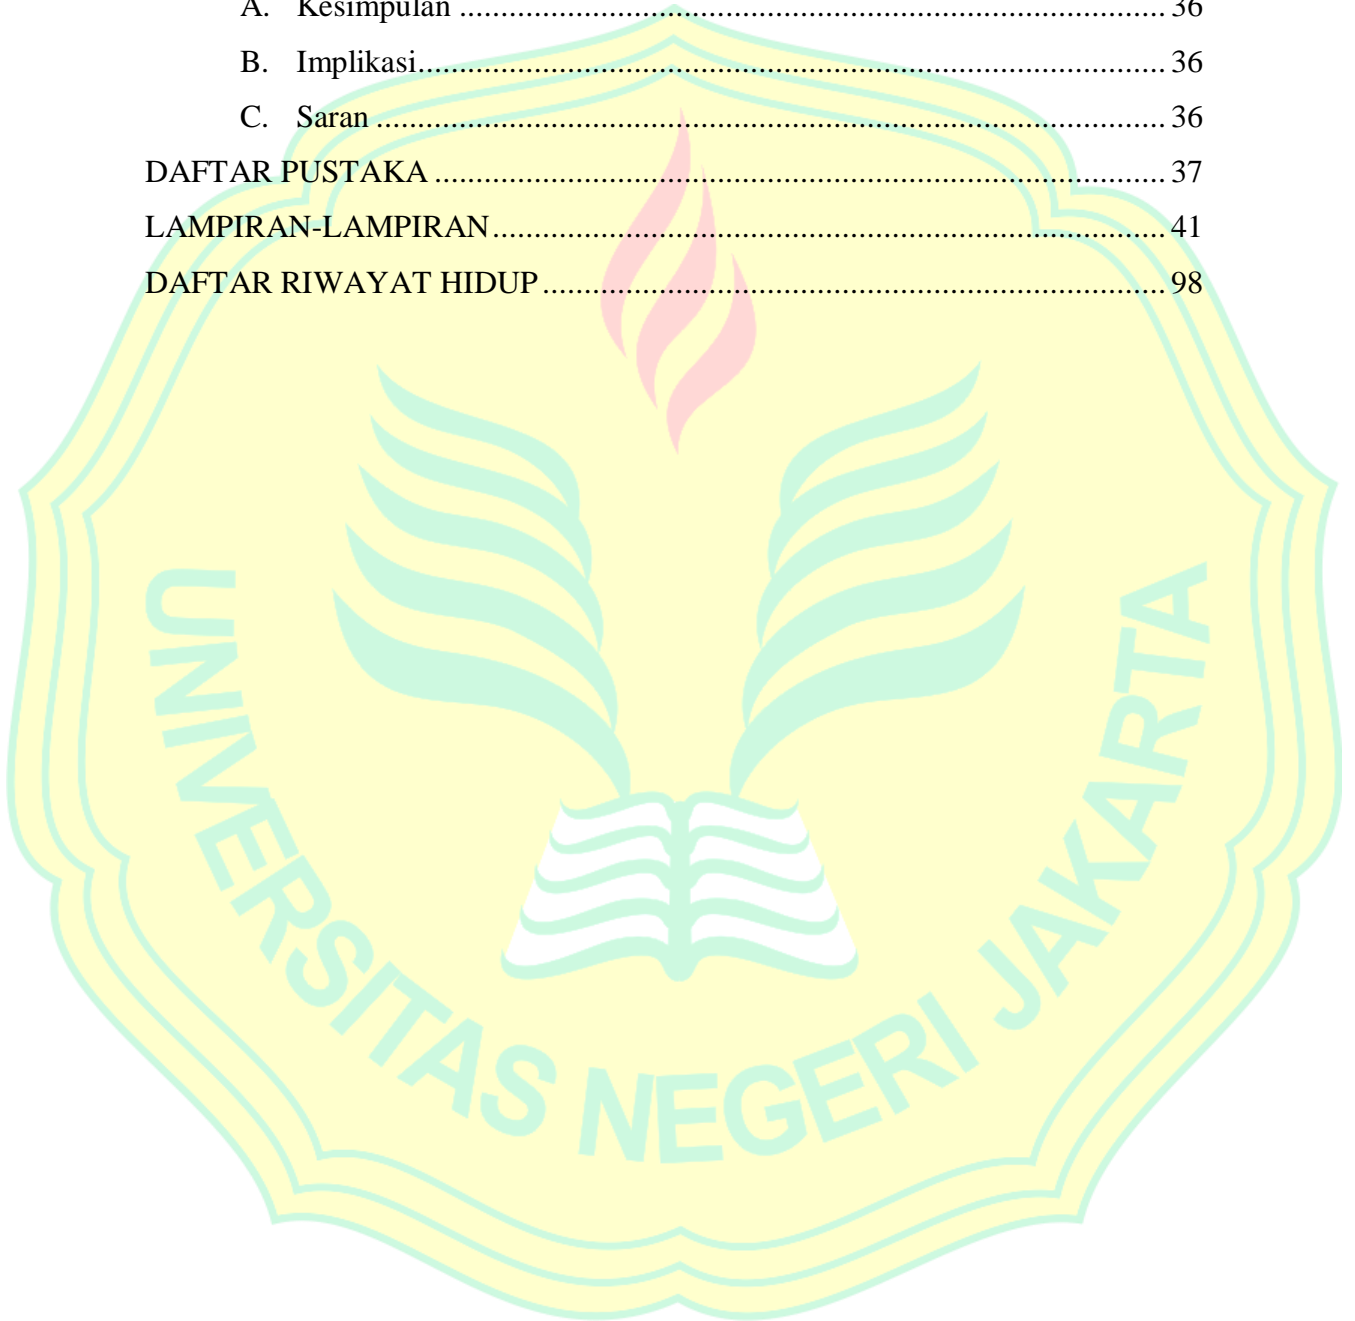 A. Kesimpulan ........................................................................................ 36
B. Implikasi............................................................................................. 36
C. Saran .................................................................................................. 36
DAFTAR PUSTAKA ........................................................................................... 37
LAMPIRAN-LAMPIRAN.................................................................................... 41
DAFTAR RIWAYAT HIDUP .............................................................................. 98
UNIVERSITAS NEGERI JAKARTA